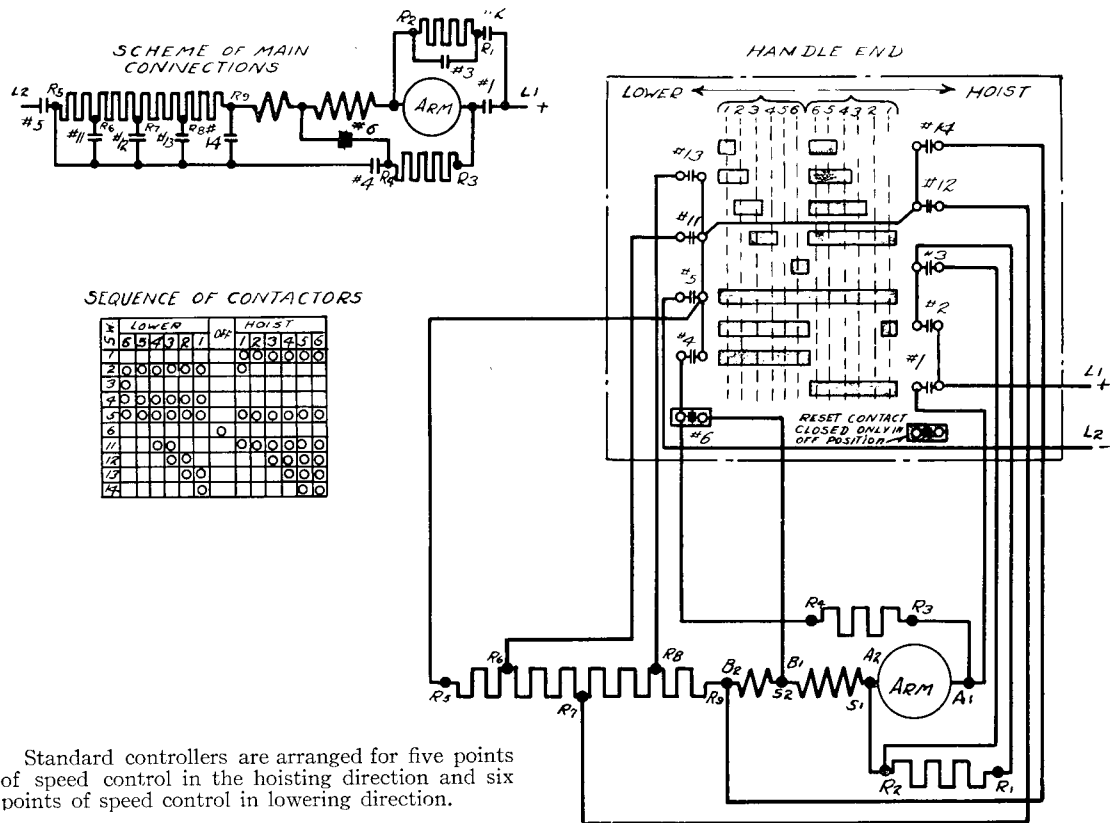 SCHEME OF MAIN
CONNECTIONS
L2
#5
R5
#11
R6
#12
R7
#13
R8
#14
R9
#6
#4
R4
R3
R2
R1
#3
ARM
#1
L1
+
HANDLE END
LOWER
HOIST
1 2 3 4 5 6 6 5 4 3 2 1
#13
#11
#5
#4
#6
#14
#12
#3
#2
#1
L1
+
L2
-
RESET CONTACT
CLOSED ONLY IN
OFF POSITION
SEQUENCE OF CONTACTORS
SW
LOWER
OFF
HOIST
6 5 4 3 2 1 1 2 3 4 5 6
1
2
3
4
5
6
11
12
13
14
R4
R3
R5
R6
R7
R8
R9
B2
B1
S2
S1
A2
ARM
A1
R2
R1
Standard controllers are arranged for five points
of speed control in the hoisting direction and six
points of speed control in lowering direction.